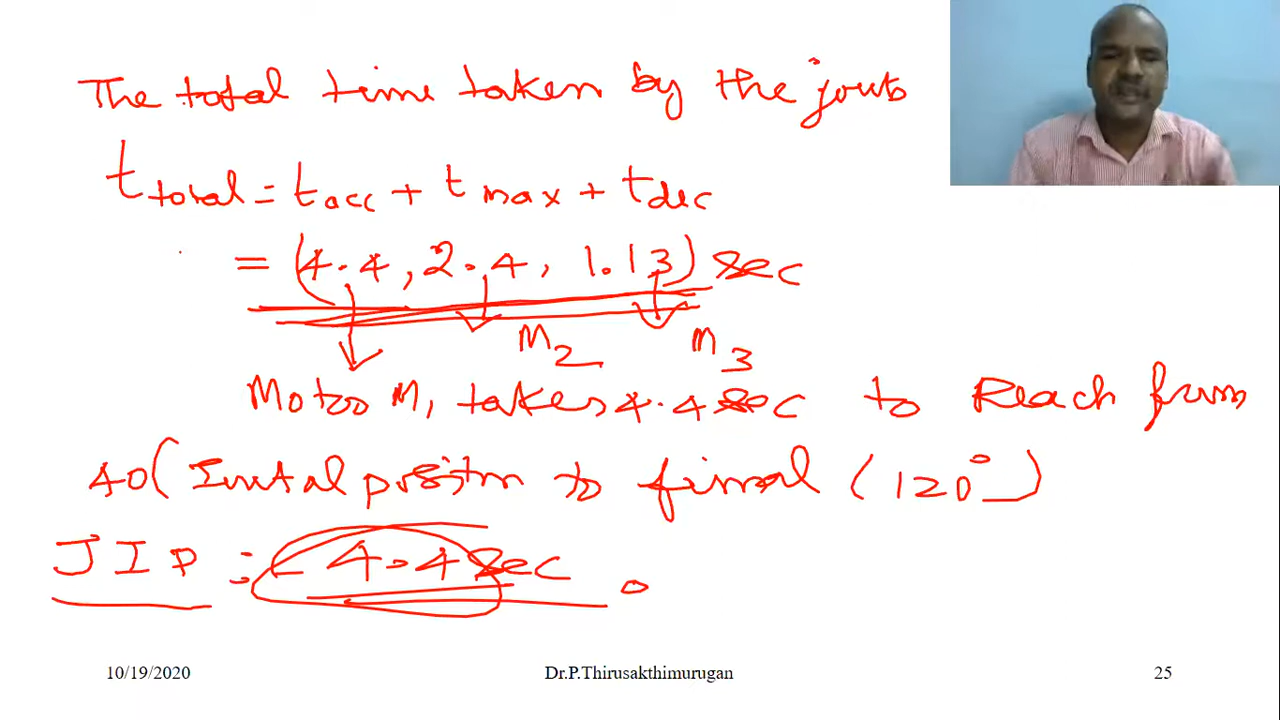 The total time taken by the joints
t total = t acc + t max + t dec
= (4.4, 2.4, 1.13) sec
M2 M3
Motor M1 takes 4.4 sec to Reach from
40 (Initial position to final (120°)
JIP = 4.4 sec.
10/19/2020 Dr.P.Thirusakthimurugan 25